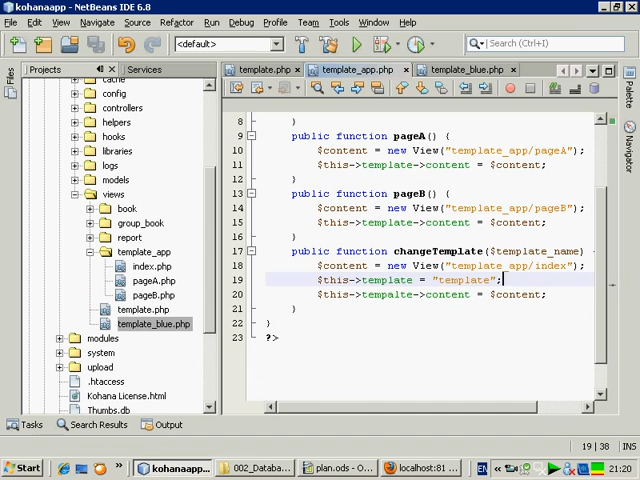 kohanaapp - NetBeans IDE 6.8
File Edit View Navigate Source Refactor Run Debug Profile Team Tools Window Help
<default>
Search (Ctrl+I)
Files
Projects
Services
cache
config
controllers
helpers
hooks
libraries
logs
models
views
book
group_book
report
template_app
index.php
pageA.php
pageB.php
template.php
template_blue.php
modules
system
upload
.htaccess
Kohana License.html
Thumbs.db
template.php
template_app.php
template_blue.php
8 }
9 public function pageA() {
10 $content = new View("template_app/pageA");
11 $this->template->content = $content;
12 }
13 public function pageB() {
14 $content = new View("template_app/pageB");
15 $this->template->content = $content;
16 }
17 public function changeTemplate($template_name)
18 $content = new View("template_app/index");
19 $this->template = "template";
20 $this->tempalte->content = $content;
21 }
22 }
23 ?>
Palette
Navigator
Tasks
Search Results
Output
19 | 38 INS
Start
»
kohanaapp...
002_Databa...
plan.ods - O...
localhost:81 ...
EN
«
21:20